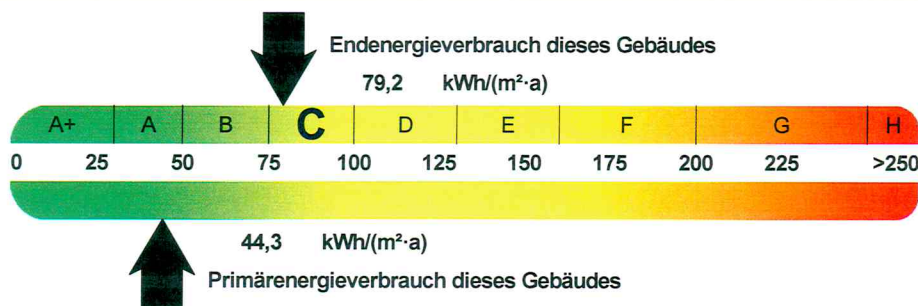 Endenergieverbrauch dieses Gebäudes
79,2 kWh/(m²·a)
A+ A B C D E F G H
0 25 50 75 100 125 150 175 200 225 >250
44,3 kWh/(m²·a)
Primärenergieverbrauch dieses Gebäudes